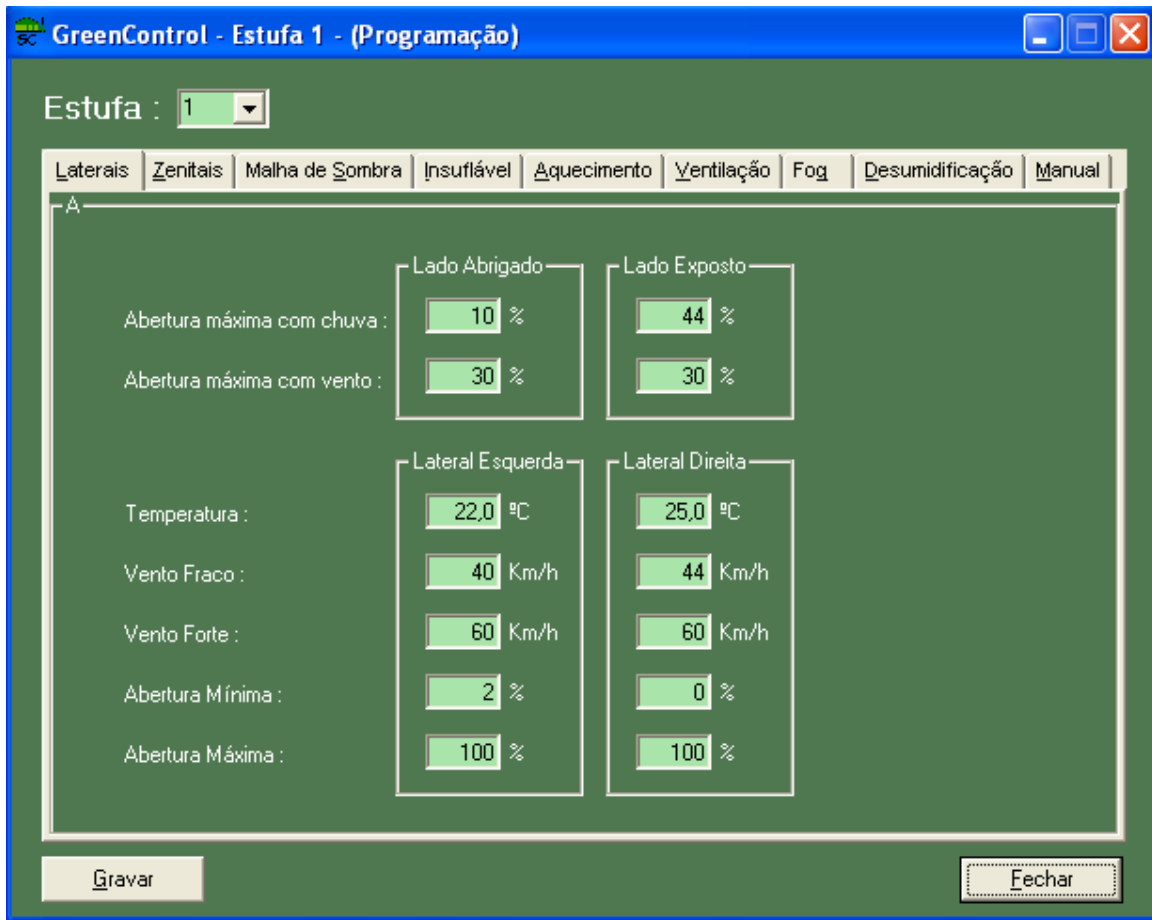 SC GreenControl - Estufa 1 - (Programação)
Estufa : 1
Laterais Zenitais Malha de Sombra Insuflável Aquecimento Ventilação Fog Desumidificação Manual
A
Lado Abrigado Lado Exposto
Abertura máxima com chuva : 10 % 44 %
Abertura máxima com vento : 30 % 30 %
Lateral Esquerda Lateral Direita
Temperatura : 22,0 ºC 25,0 ºC
Vento Fraco : 40 Km/h 44 Km/h
Vento Forte : 60 Km/h 60 Km/h
Abertura Mínima : 2 % 0 %
Abertura Máxima : 100 % 100 %
Gravar Fechar